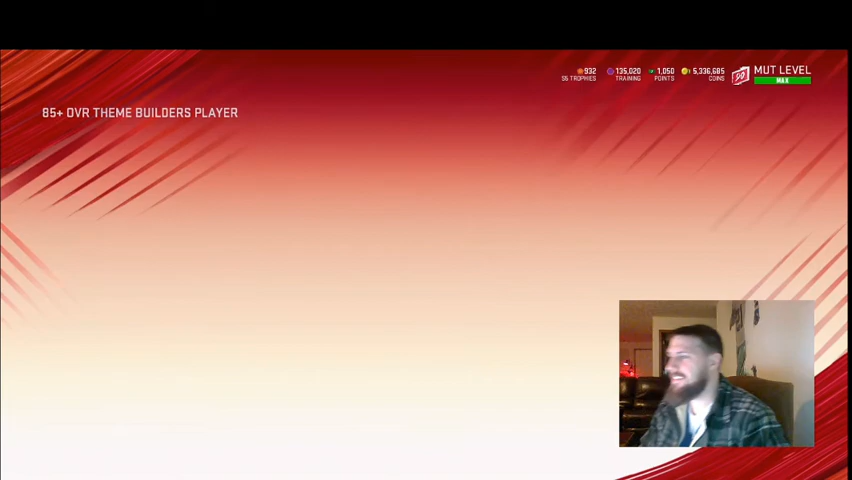 932 135,020 1,050 5,336,685 MUT LEVEL
SS TROPHIES TRAINING POINTS COINS MAX
85+ OVR THEME BUILDERS PLAYER